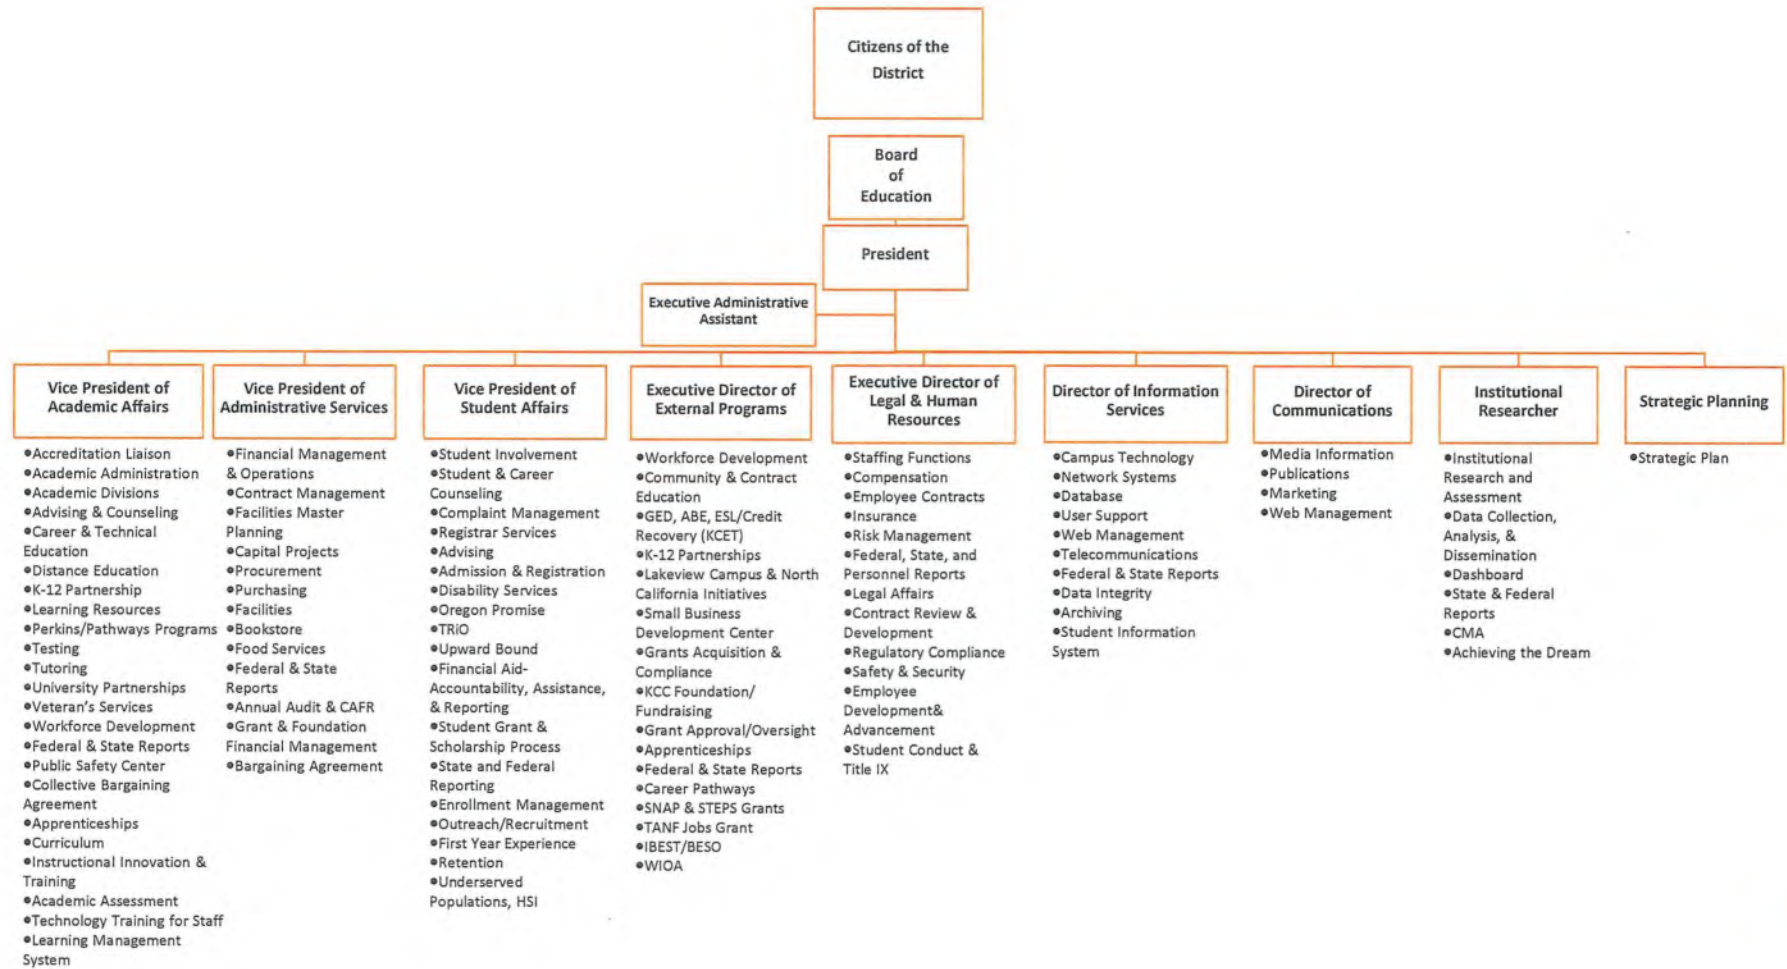 Citizens of the
District
Board
of
Education
President
Executive Administrative
Assistant
Vice President of
Academic Affairs
●Accreditation Liaison
●Academic Administration
●Academic Divisions
●Advising & Counseling
●Career & Technical
Education
●Distance Education
●K-12 Partnership
●Learning Resources
●Perkins/Pathways Programs
●Testing
●Tutoring
●University Partnerships
●Veteran's Services
●Workforce Development
●Federal & State Reports
●Public Safety Center
●Collective Bargaining
Agreement
●Apprenticeships
●Curriculum
●Instructional Innovation &
Training
●Academic Assessment
●Technology Training for Staff
●Learning Management
System
Vice President of
Administrative Services
●Financial Management
& Operations
●Contract Management
●Facilities Master
Planning
●Capital Projects
●Procurement
●Purchasing
●Facilities
●Bookstore
●Food Services
●Federal & State
Reports
●Annual Audit & CAFR
●Grant & Foundation
Financial Management
●Bargaining Agreement
Vice President of
Student Affairs
●Student Involvement
●Student & Career
Counseling
●Complaint Management
●Registrar Services
●Advising
●Admission & Registration
●Disability Services
●Oregon Promise
●TRiO
●Upward Bound
●Financial Aid-
Accountability, Assistance,
& Reporting
●Student Grant &
Scholarship Process
●State and Federal
Reporting
●Enrollment Management
●Outreach/Recruitment
●First Year Experience
●Retention
●Underserved
Populations, HSI
Executive Director of
External Programs
●Workforce Development
●Community & Contract
Education
●GED, ABE, ESL/Credit
Recovery (KCET)
●K-12 Partnerships
●Lakeview Campus & North
California Initiatives
●Small Business
Development Center
●Grants Acquisition &
Compliance
●KCC Foundation/
Fundraising
●Grant Approval/Oversight
●Apprenticeships
●Federal & State Reports
●Career Pathways
●SNAP & STEPS Grants
●TANF Jobs Grant
●IBEST/BESO
●WIOA
Executive Director of
Legal & Human
Resources
●Staffing Functions
●Compensation
●Employee Contracts
●Insurance
●Risk Management
●Federal, State, and
Personnel Reports
●Legal Affairs
●Contract Review &
Development
●Regulatory Compliance
●Safety & Security
●Employee
Development&
Advancement
●Student Conduct &
Title IX
Director of Information
Services
●Campus Technology
●Network Systems
●Database
●User Support
●Web Management
●Telecommunications
●Federal & State Reports
●Data Integrity
●Archiving
●Student Information
System
Director of
Communications
●Media Information
●Publications
●Marketing
●Web Management
Institutional
Researcher
●Institutional
Research and
Assessment
●Data Collection,
Analysis, &
Dissemination
●Dashboard
●State & Federal
Reports
●CMA
●Achieving the Dream
Strategic Planning
●Strategic Plan